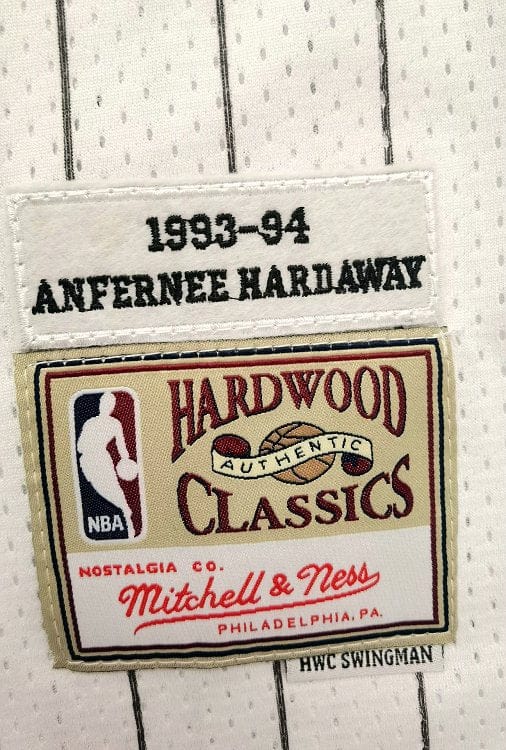 1993-94
ANFERNEE HARDAWAY
HARDWOOD
AUTHENTIC
CLASSICS
NBA
NOSTALGIA CO.
Mitchell & Ness
PHILADELPHIA, PA.
HWC SWINGMAN